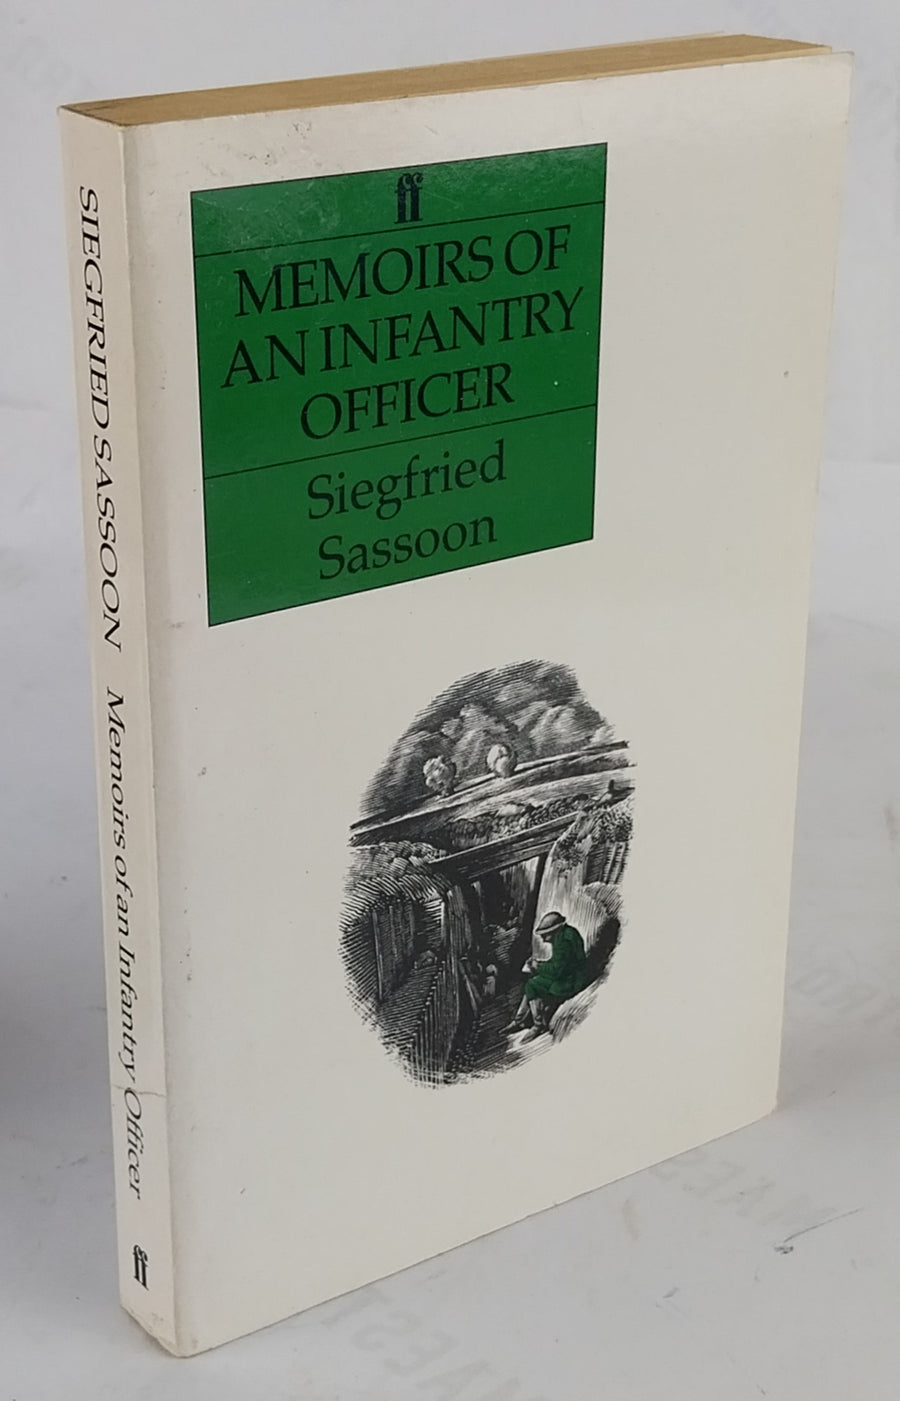 ff
MEMOIRS OF
AN INFANTRY
OFFICER
Siegfried
Sassoon
SIEGFRIED SASSOON Memoirs of an Infantry Officer ff